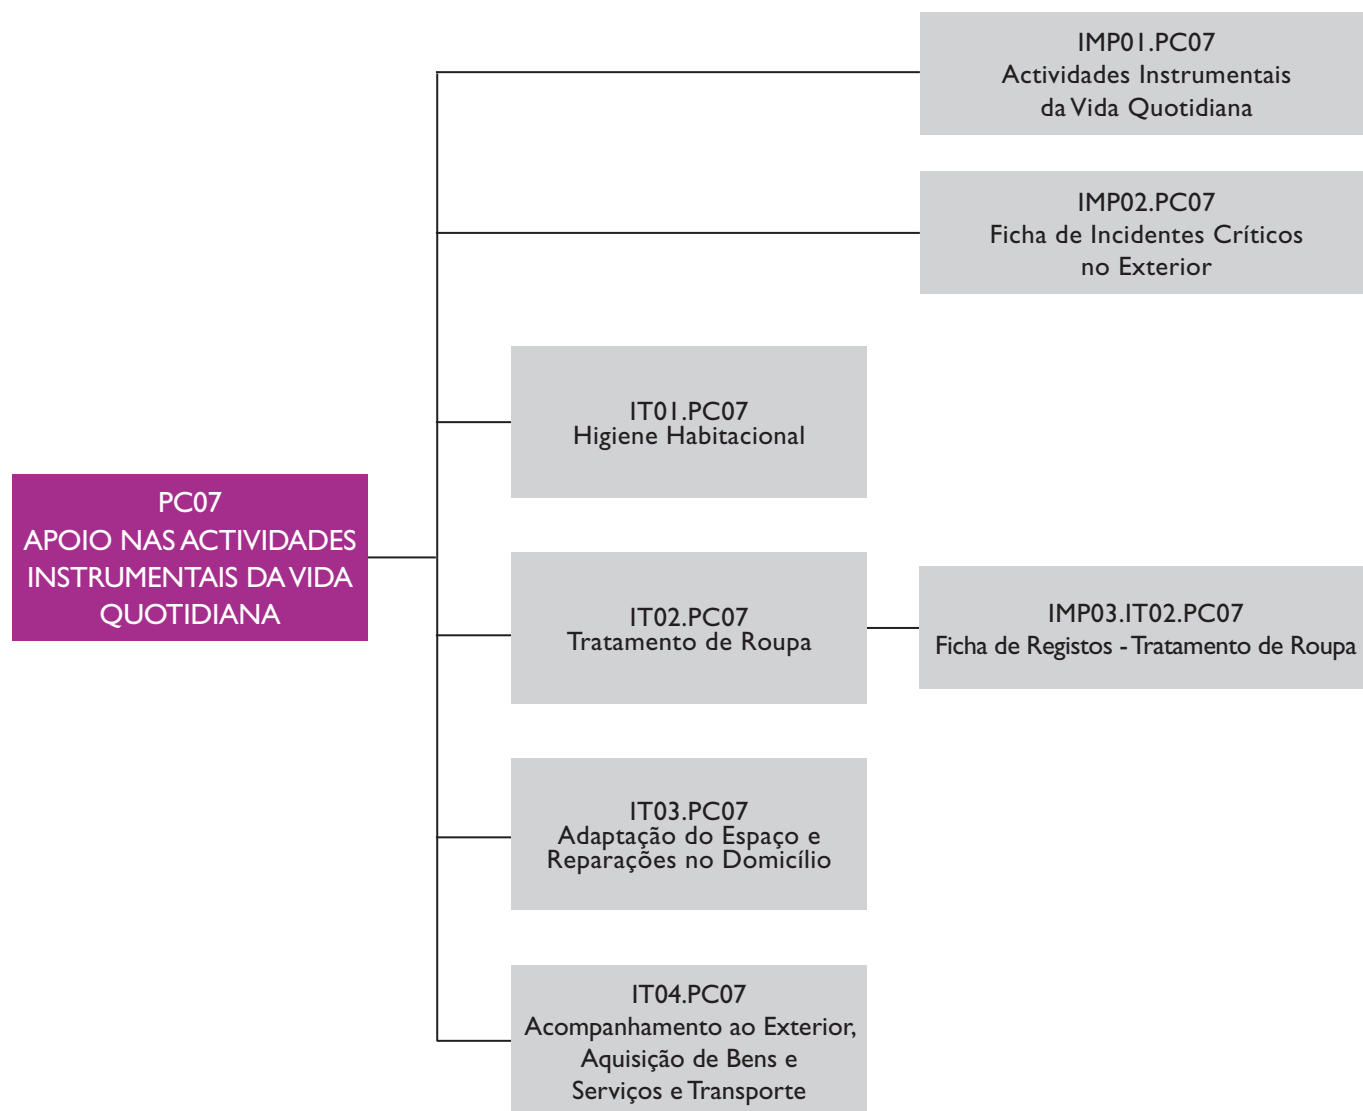 IMP01.PC07
Actividades Instrumentais
da Vida Quotidiana
IMP02.PC07
Ficha de Incidentes Críticos
no Exterior
IT01.PC07
Higiene Habitacional
PC07
APOIO NAS ACTIVIDADES
INSTRUMENTAIS DA VIDA
QUOTIDIANA
IT02.PC07
Tratamento de Roupa
IMP03.IT02.PC07
Ficha de Registos - Tratamento de Roupa
IT03.PC07
Adaptação do Espaço e
Reparações no Domicílio
IT04.PC07
Acompanhamento ao Exterior,
Aquisição de Bens e
Serviços e Transporte